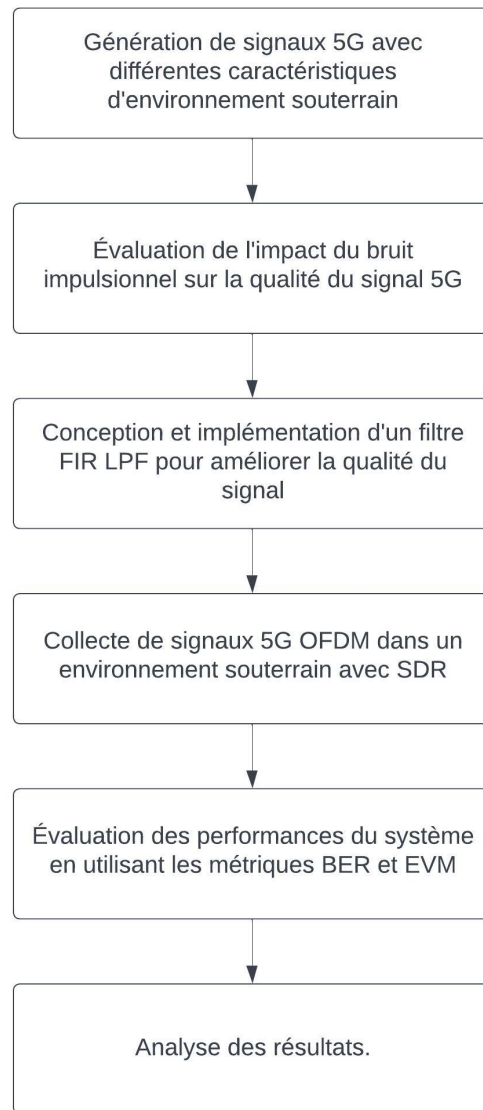 Génération de signaux 5G avec
différentes caractéristiques
d'environnement souterrain
Évaluation de l'impact du bruit
impulsionnel sur la qualité du signal 5G
Conception et implémentation d'un filtre
FIR LPF pour améliorer la qualité du
signal
Collecte de signaux 5G OFDM dans un
environnement souterrain avec SDR
Évaluation des performances du système
en utilisant les métriques BER et EVM
Analyse des résultats.